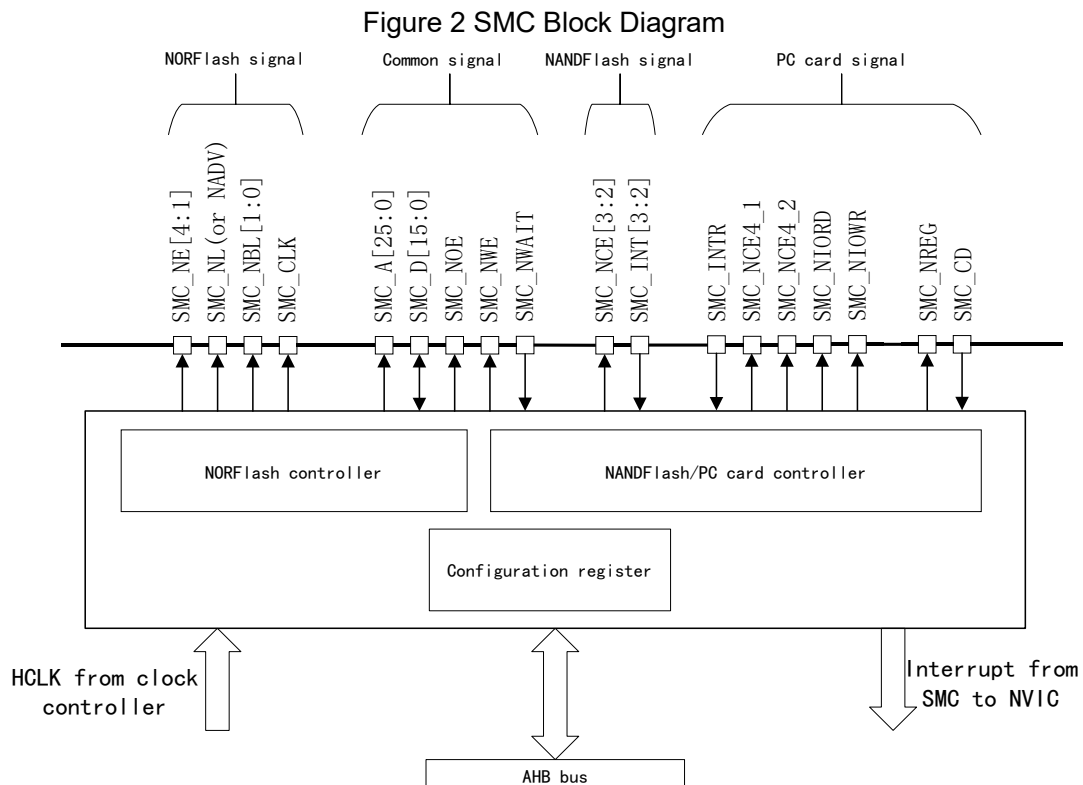 Figure 2 SMC Block Diagram
NORFlash signal
Common signal
NANDFlash signal
PC card signal
SMC_NE[4:1]
SMC_NL(or NADV)
SMC_NBL[1:0]
SMC_CLK
SMC_A[25:0]
SMC_D[15:0]
SMC_NOE
SMC_NWE
SMC_NWAIT
SMC_NCE[3:2]
SMC_INT[3:2]
SMC_INTR
SMC_NCE4_1
SMC_NCE4_2
SMC_NIORD
SMC_NIOWR
SMC_NREG
SMC_CD
NORFlash controller
NANDFlash/PC card controller
Configuration register
HCLK from clock
controller
Interrupt from
SMC to NVIC
AHB bus